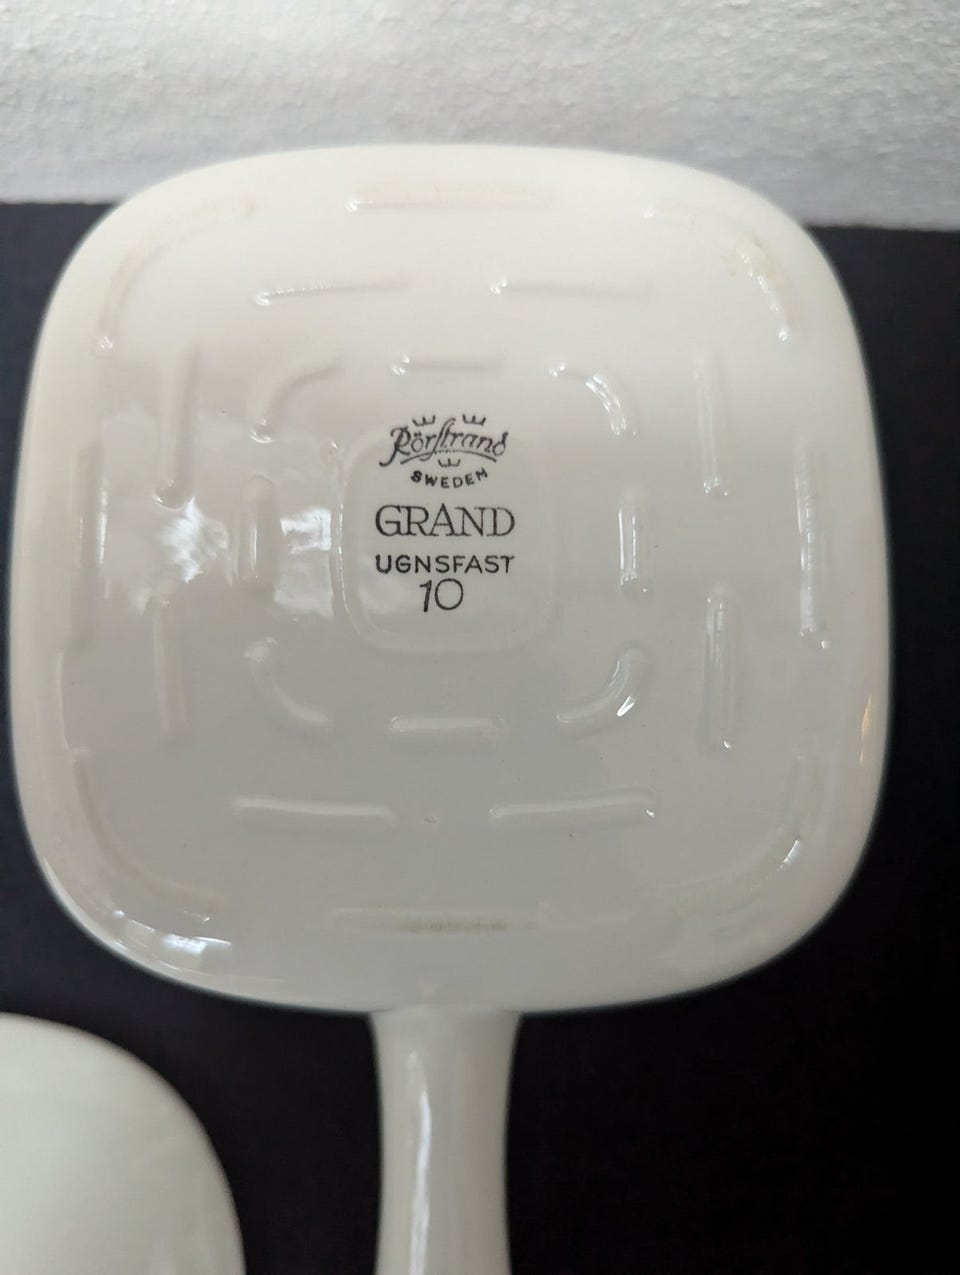 Rörstrand
SWEDEN
GRAND
UGNSFAST
10